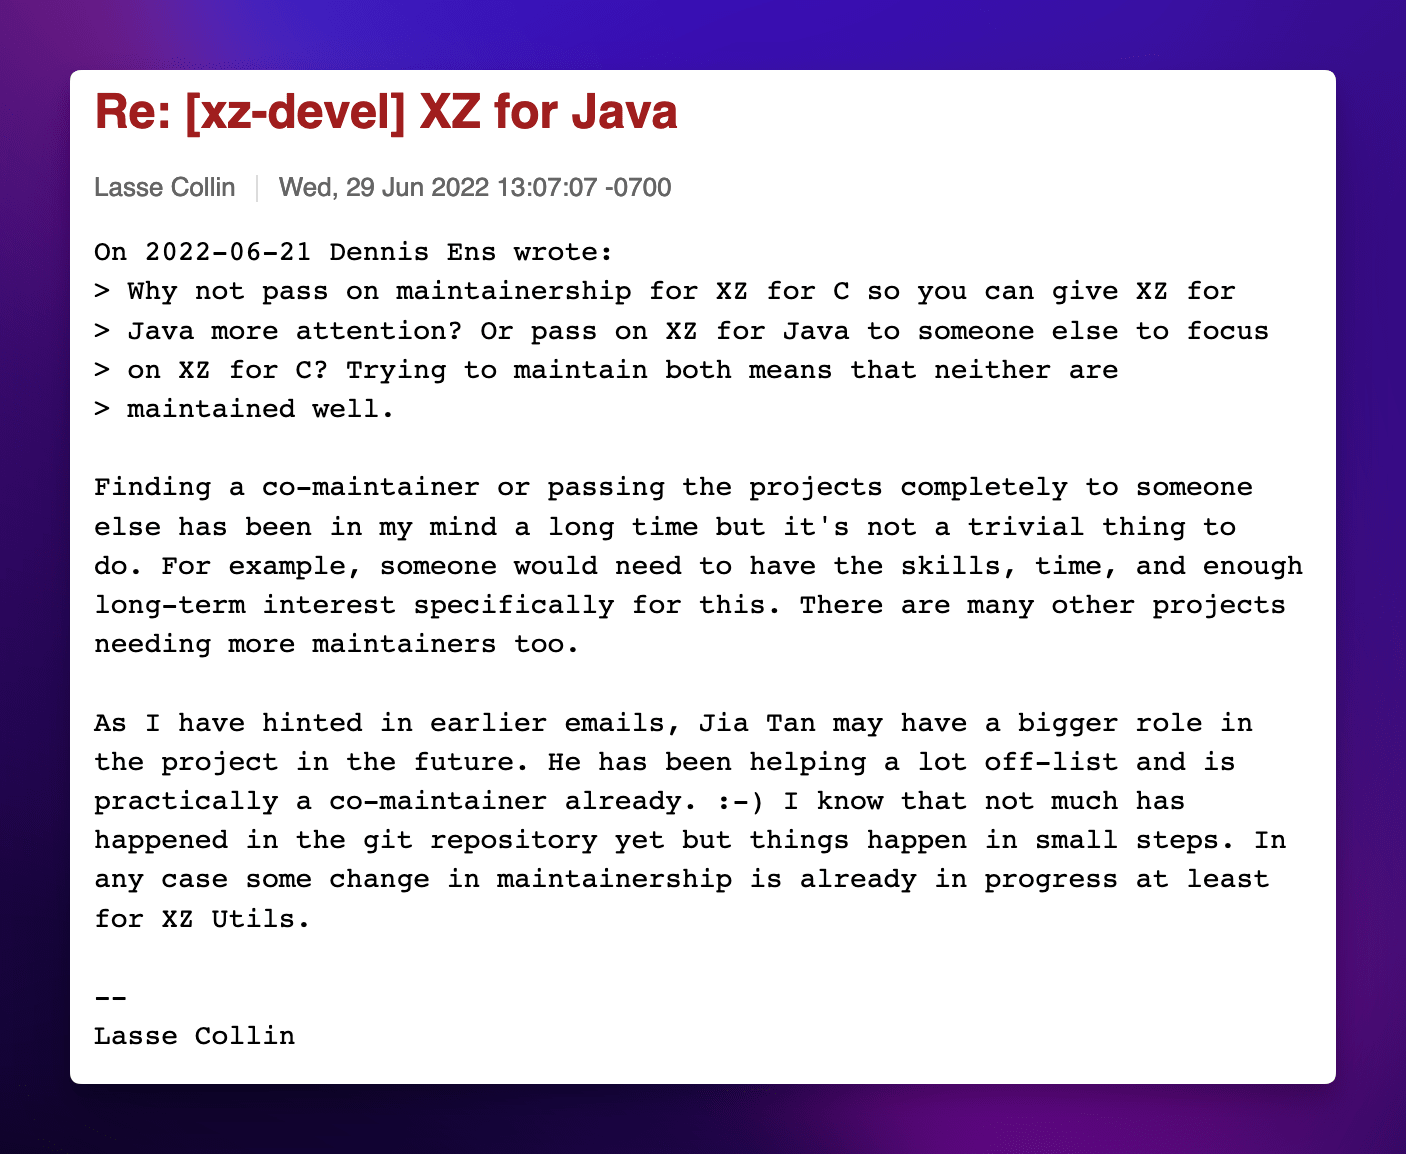 Re: [xz-devel] XZ for Java
Lasse Collin | Wed, 29 Jun 2022 13:07:07 -0700
On 2022-06-21 Dennis Ens wrote:
> Why not pass on maintainership for XZ for C so you can give XZ for
> Java more attention? Or pass on XZ for Java to someone else to focus
> on XZ for C? Trying to maintain both means that neither are
> maintained well.
Finding a co-maintainer or passing the projects completely to someone
else has been in my mind a long time but it's not a trivial thing to
do. For example, someone would need to have the skills, time, and enough
long-term interest specifically for this. There are many other projects
needing more maintainers too.
As I have hinted in earlier emails, Jia Tan may have a bigger role in
the project in the future. He has been helping a lot off-list and is
practically a co-maintainer already. :-) I know that not much has
happened in the git repository yet but things happen in small steps. In
any case some change in maintainership is already in progress at least
for XZ Utils.
--
Lasse Collin